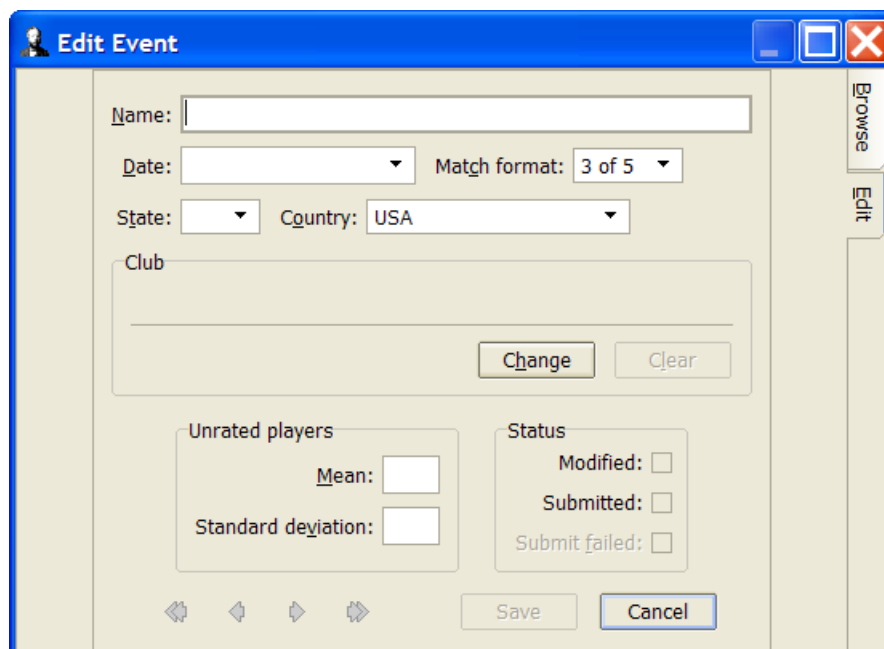 Edit Event
Name:
Date: Match format: 3 of 5
State: Country: USA
Club
Change Clear
Unrated players Status
Mean: Modified:
Standard deviation: Submitted:
Submit failed:
Save Cancel
Browse
Edit